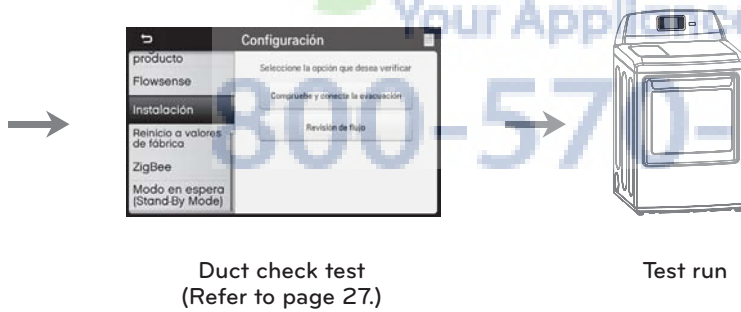 Your Applian
Configuración
producto
Flowsense
Instalación
Reinicio a valores
de fábrica
ZigBee
Modo en espera
(Stand-By Mode)
Seleccione la opción que desea verificar
Compruebe y conecte la evacuación
Revisión de flujo
800-570-
Duct check test
(Refer to page 27.)
Test run